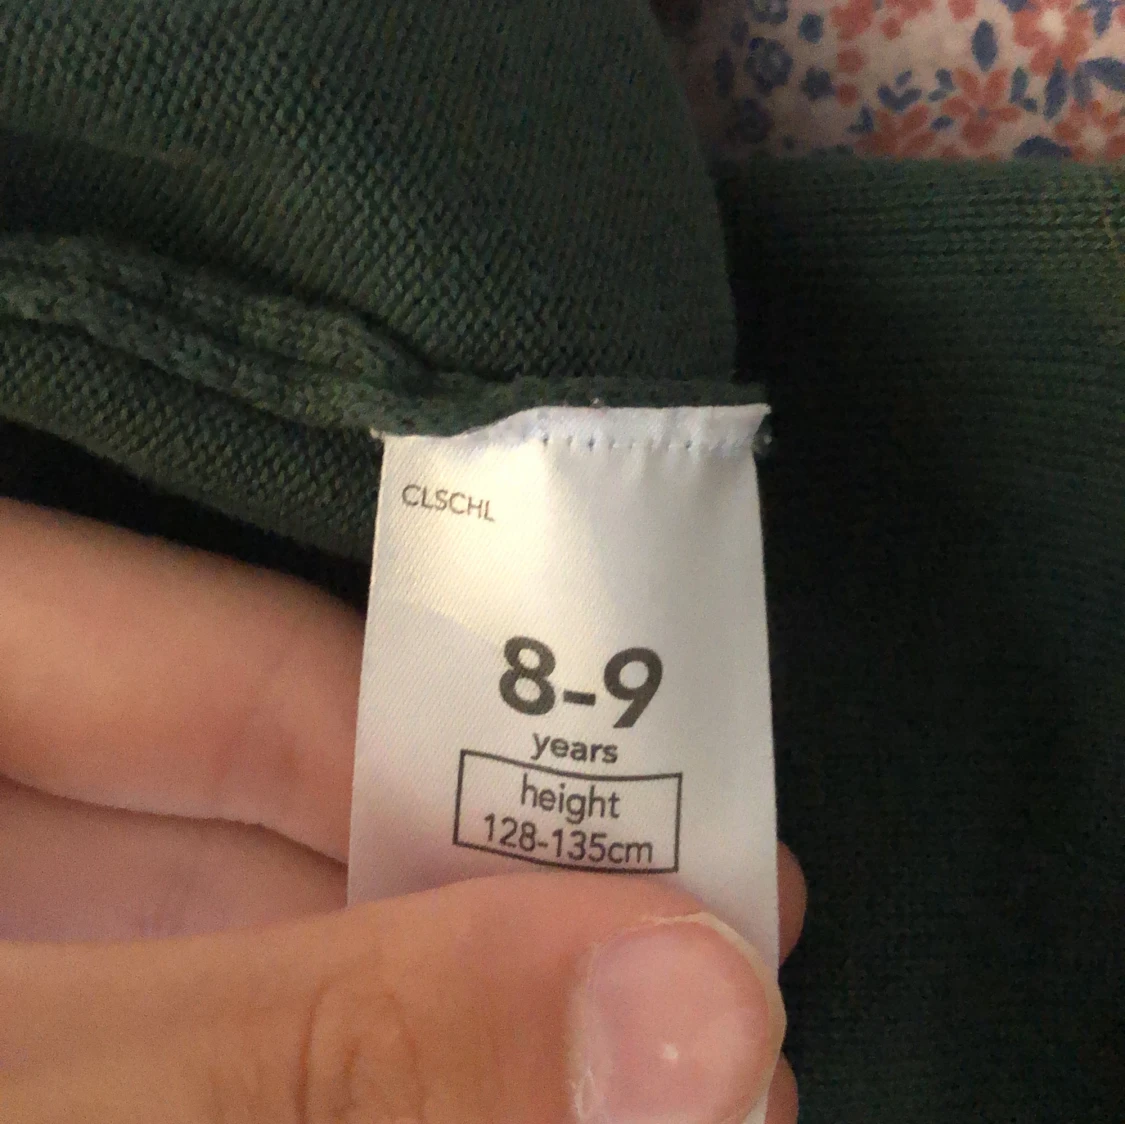 CLSCHL
8-9
years
height
128-135cm